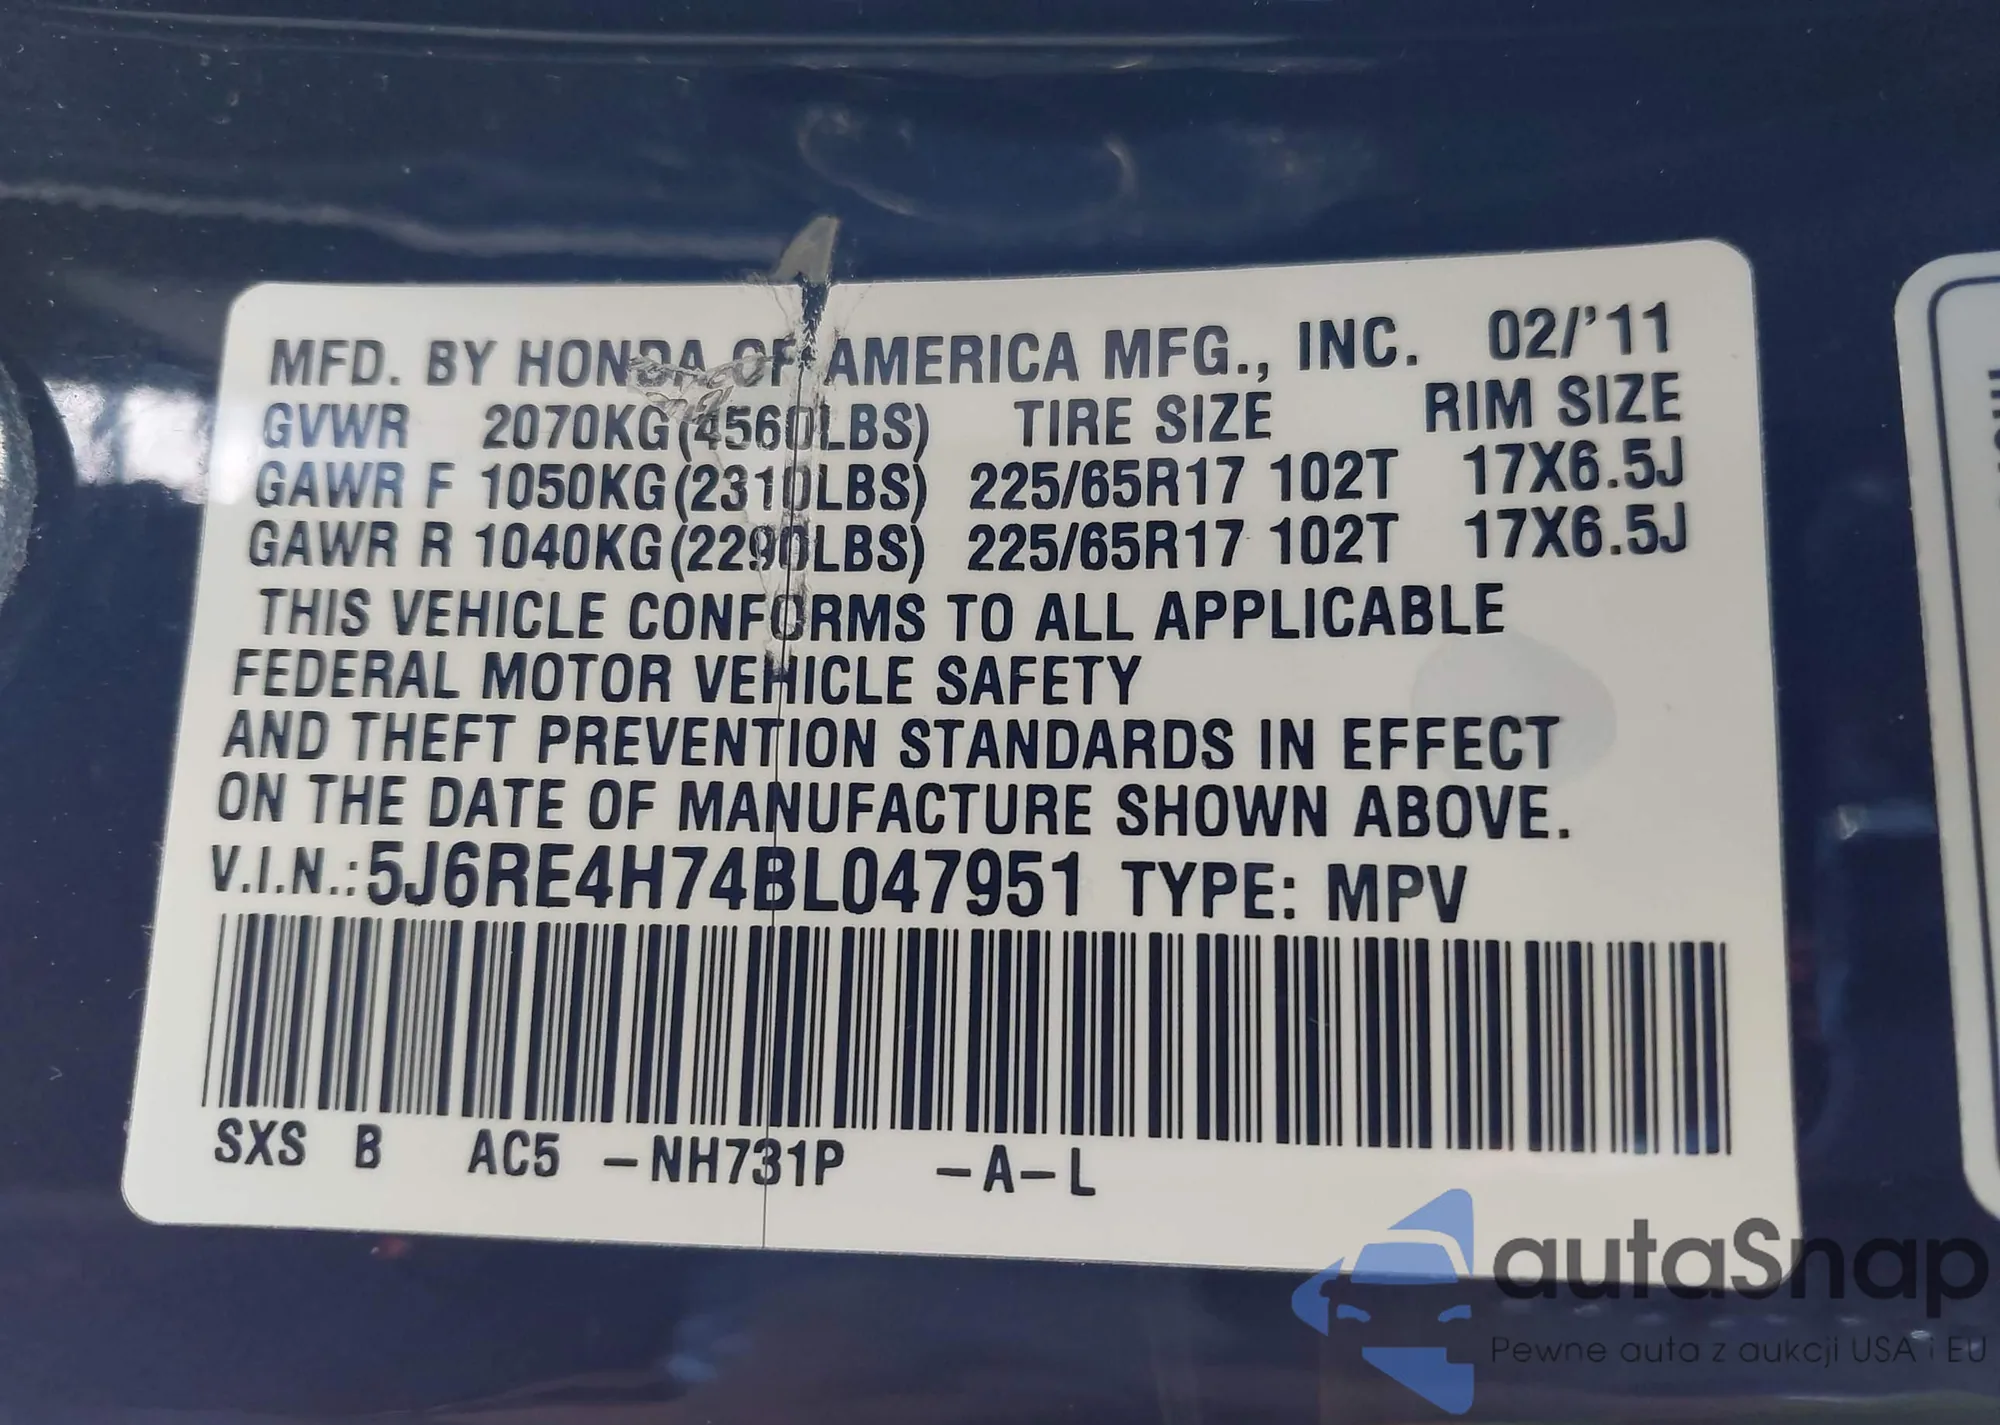 MFD. BY HONDA OF AMERICA MFG., INC. 02/'11
GVWR 2070KG(4560LBS) TIRE SIZE RIM SIZE
GAWR F 1050KG(2310LBS) 225/65R17 102T 17X6.5J
GAWR R 1040KG(2290LBS) 225/65R17 102T 17X6.5J
THIS VEHICLE CONFORMS TO ALL APPLICABLE
FEDERAL MOTOR VEHICLE SAFETY
AND THEFT PREVENTION STANDARDS IN EFFECT
ON THE DATE OF MANUFACTURE SHOWN ABOVE.
V.I.N.:5J6RE4H74BL047951 TYPE: MPV
SXS B AC5 –NH731P –A–L
autaSnap
Pewne auta z aukcji USA i EU